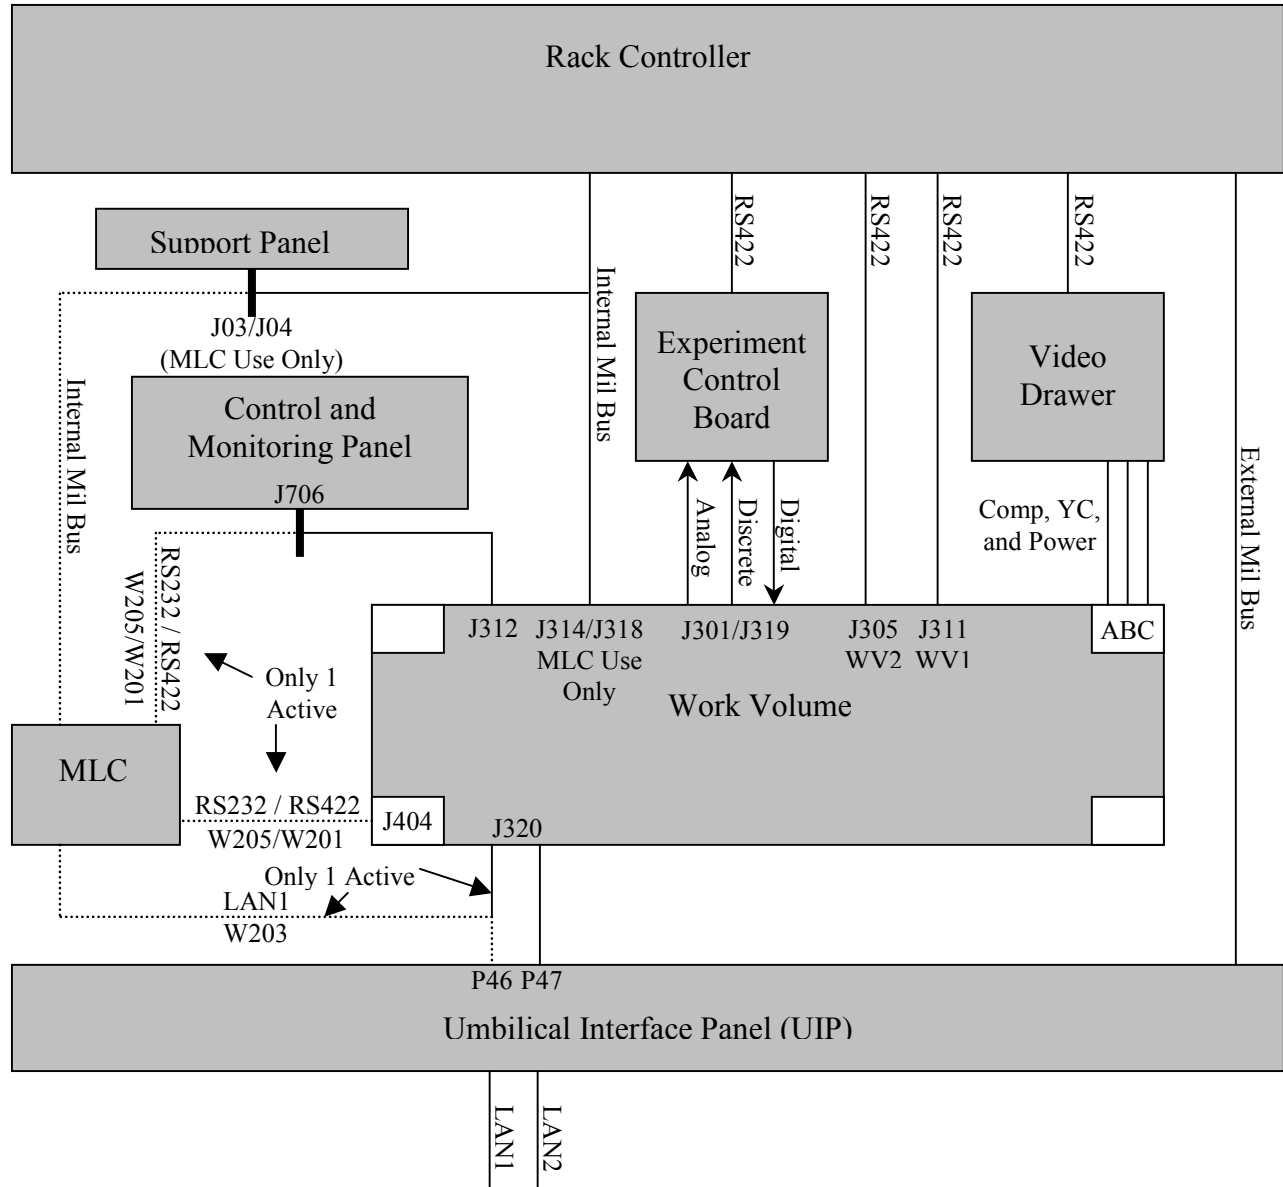 Rack Controller
RS422
RS422
RS422
RS422
Support Panel
J03/J04
(MLC Use Only)
Internal Mil Bus
Internal Mil Bus
Experiment
Control
Board
Video
Drawer
Control and
Monitoring Panel
J706
External Mil Bus
Analog
Discrete
Digital
Comp, YC,
and Power
RS232 / RS422
W205/W201
J312
J314/J318
MLC Use
Only
J301/J319
J305
WV2
J311
WV1
ABC
Only 1
Active
Work Volume
MLC
RS232 / RS422
W205/W201
J404
J320
Only 1 Active
LAN1
W203
P46 P47
Umbilical Interface Panel (UIP)
LAN1
LAN2